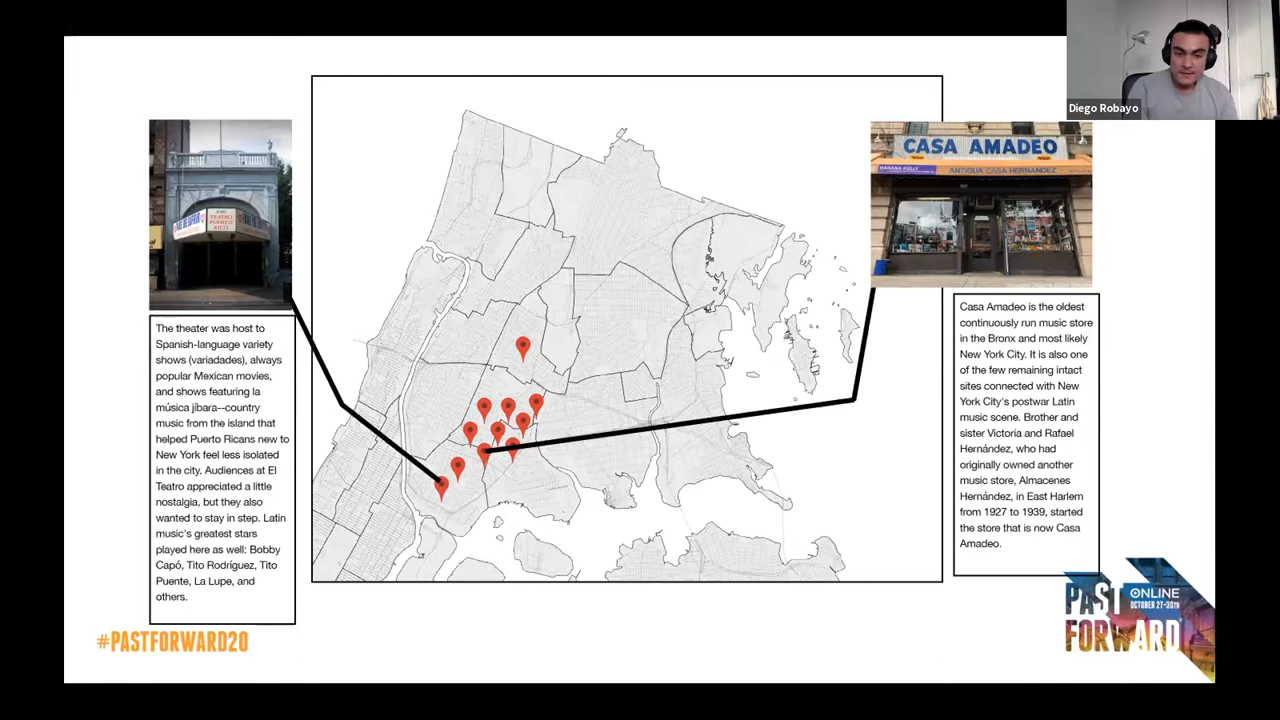 Diego Robayo
CASA AMADEO
BANANA KELLY
ANTIGUA CASA HERNANDEZ
TEATRO
PUERTO
RICO
The theater was host to
Spanish-language variety
shows (variadades), always
popular Mexican movies,
and shows featuring la
música jíbara--country
music from the island that
helped Puerto Ricans new to
New York feel less isolated
in the city. Audiences at El
Teatro appreciated a little
nostalgia, but they also
wanted to stay in step. Latin
music's greatest stars
played here as well: Bobby
Capó, Tito Rodríguez, Tito
Puente, La Lupe, and
others.
Casa Amadeo is the oldest
continuously run music store
in the Bronx and most likely
New York City. It is also one
of the few remaining intact
sites connected with New
York City's postwar Latin
music scene. Brother and
sister Victoria and Rafael
Hernández, who had
originally owned another
music store, Almacenes
Hernández, in East Harlem
from 1927 to 1939, started
the store that is now Casa
Amadeo.
#PASTFORWARD20
PAST
FORWARD
ONLINE
OCTOBER 27-30TH